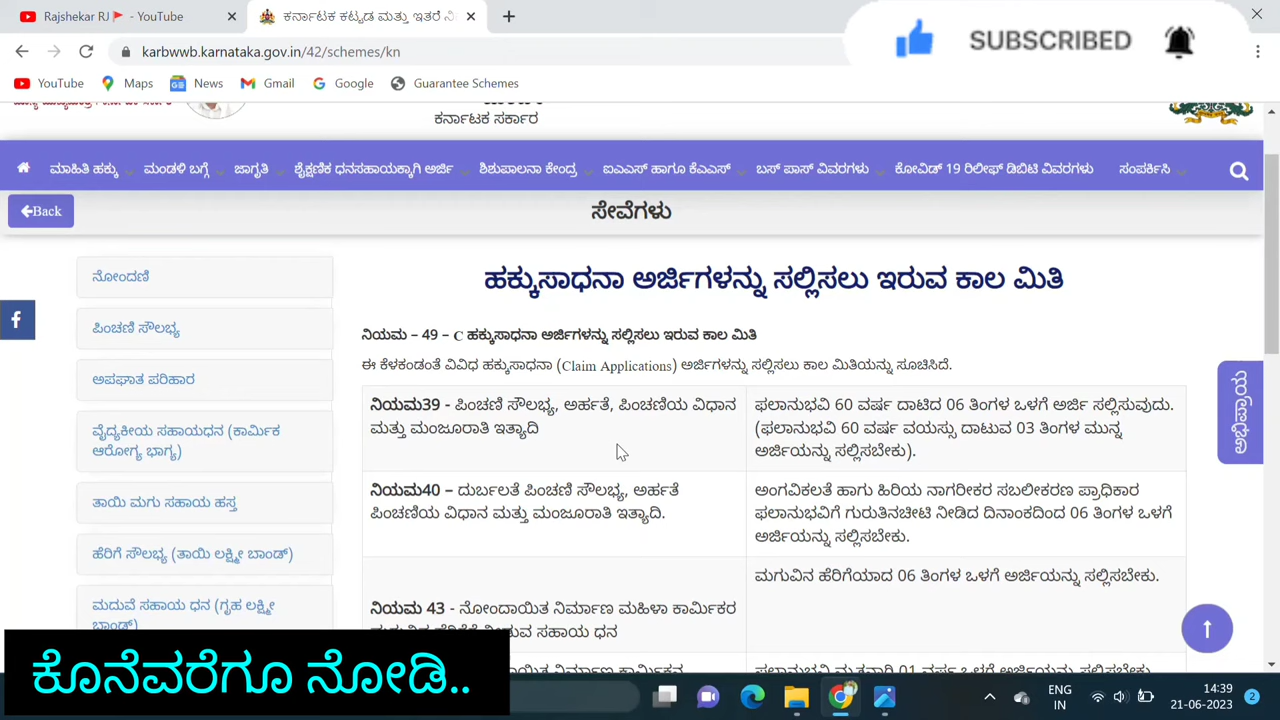 Rajshekar RJ🚩 - YouTube
ಕರ್ನಾಟಕ ಕಟ್ಟಡ ಮತ್ತು ಇತರೆ
SUBSCRIBED
karbwwb.karnataka.gov.in/42/schemes/kn
YouTube Maps News Gmail Google Guarantee Schemes
ಕರ್ನಾಟಕ ಸರ್ಕಾರ
ಮಾಹಿತಿ ಹಕ್ಕು ಮಂಡಳಿ ಬಗ್ಗೆ ಜಾಗೃತಿ ಶೈಕ್ಷಣಿಕ ಧನಸಹಾಯಕ್ಕಾಗಿ ಅರ್ಜಿ ಶಿಶುಪಾಲನಾ ಕೇಂದ್ರ ಐಎಎಸ್ ಹಾಗೂ ಕೆಎಎಸ್ ಬಸ್ ಪಾಸ್ ವಿವರಗಳು ಕೋವಿಡ್ 19 ರಿಲೀಫ್ ಡಿಬಿಟಿ ವಿವರಗಳು ಸಂಪರ್ಕಿಸಿ
Back
ಸೇವೆಗಳು
ನೋಂದಣಿ
ಪಿಂಚಣಿ ಸೌಲಭ್ಯ
ಅಪಘಾತ ಪರಿಹಾರ
ವೈದ್ಯಕೀಯ ಸಹಾಯಧನ (ಕಾರ್ಮಿಕ
ಆರೋಗ್ಯ ಭಾಗ್ಯ)
ತಾಯಿ ಮಗು ಸಹಾಯ ಹಸ್ತ
ಹೆರಿಗೆ ಸೌಲಭ್ಯ (ತಾಯಿ ಲಕ್ಷ್ಮೀ ಬಾಂಡ್)
ಮದುವೆ ಸಹಾಯ ಧನ (ಗೃಹ ಲಕ್ಷ್ಮೀ
ಬಾಂಡ್)
ಹಕ್ಕುಸಾಧನಾ ಅರ್ಜಿಗಳನ್ನು ಸಲ್ಲಿಸಲು ಇರುವ ಕಾಲ ಮಿತಿ
ನಿಯಮ – 49 – C ಹಕ್ಕುಸಾಧನಾ ಅರ್ಜಿಗಳನ್ನು ಸಲ್ಲಿಸಲು ಇರುವ ಕಾಲ ಮಿತಿ
ಈ ಕೆಳಕಂಡಂತೆ ವಿವಿಧ ಹಕ್ಕುಸಾಧನಾ (Claim Applications) ಅರ್ಜಿಗಳನ್ನು ಸಲ್ಲಿಸಲು ಕಾಲ ಮಿತಿಯನ್ನು ಸೂಚಿಸಿದೆ.
ನಿಯಮ39 - ಪಿಂಚಣಿ ಸೌಲಭ್ಯ, ಅರ್ಹತೆ, ಪಿಂಚಣಿಯ ವಿಧಾನ
ಮತ್ತು ಮಂಜೂರಾತಿ ಇತ್ಯಾದಿ
ಫಲಾನುಭವಿ 60 ವರ್ಷ ದಾಟಿದ 06 ತಿಂಗಳ ಒಳಗೆ ಅರ್ಜಿ ಸಲ್ಲಿಸುವುದು.
(ಫಲಾನುಭವಿ 60 ವರ್ಷ ವಯಸ್ಸು ದಾಟುವ 03 ತಿಂಗಳ ಮುನ್ನ
ಅರ್ಜಿಯನ್ನು ಸಲ್ಲಿಸಬೇಕು).
ನಿಯಮ40 – ದುರ್ಬಲತೆ ಪಿಂಚಣಿ ಸೌಲಭ್ಯ, ಅರ್ಹತೆ
ಪಿಂಚಣಿಯ ವಿಧಾನ ಮತ್ತು ಮಂಜೂರಾತಿ ಇತ್ಯಾದಿ.
ಅಂಗವಿಕಲತೆ ಹಾಗು ಹಿರಿಯ ನಾಗರೀಕರ ಸಬಲೀಕರಣ ಪ್ರಾಧಿಕಾರ
ಫಲಾನುಭವಿಗೆ ಗುರುತಿನಚೀಟಿ ನೀಡಿದ ದಿನಾಂಕದಿಂದ 06 ತಿಂಗಳ ಒಳಗೆ
ಅರ್ಜಿಯನ್ನು ಸಲ್ಲಿಸಬೇಕು.
ನಿಯಮ 43 - ನೋಂದಾಯಿತ ನಿರ್ಮಾಣ ಮಹಿಳಾ ಕಾರ್ಮಿಕರ
ಸಹಾಯ ಧನ
ಮಗುವಿನ ಹೆರಿಗೆಯಾದ 06 ತಿಂಗಳ ಒಳಗೆ ಅರ್ಜಿಯನ್ನು ಸಲ್ಲಿಸಬೇಕು.
ಅಭಿಪ್ರಾಯ
ಕೊನೆವರೆಗೂ ನೋಡಿ..
ENG
IN
14:39
21-06-2023
2